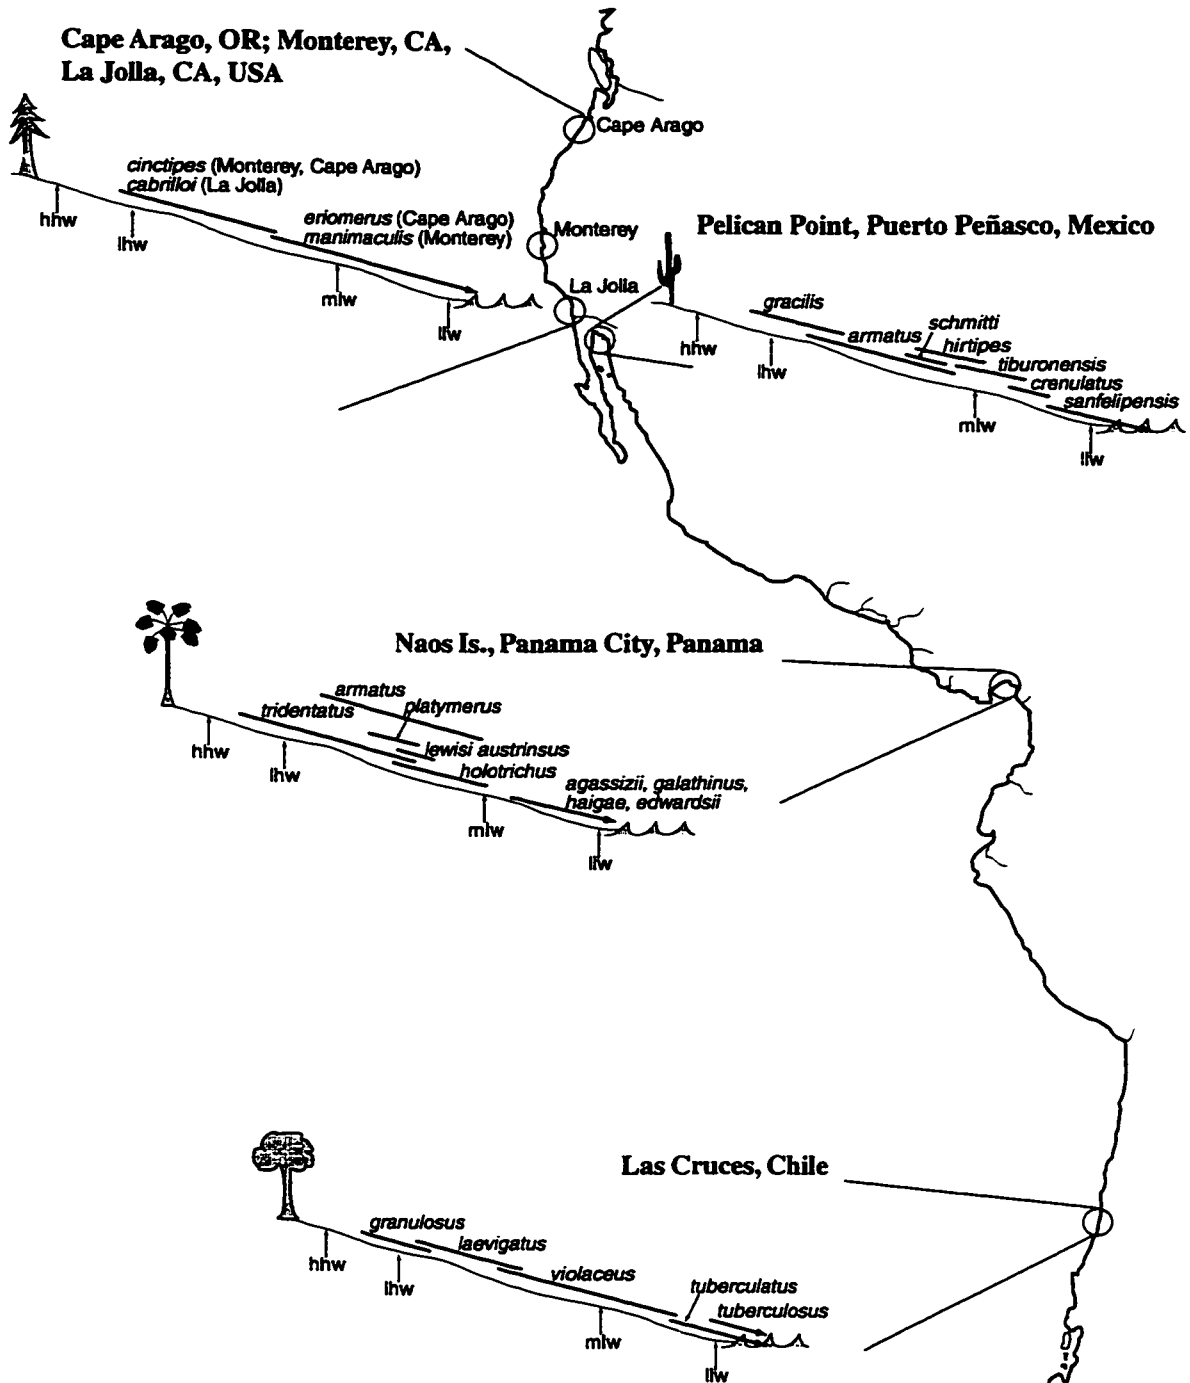 Cape Arago, OR; Monterey, CA,
La Jolla, CA, USA
Cape Arago
cinctipes (Monterey, Cape Arago)
cabrilloi (La Jolla)
hhw
lhw
eriomerus (Cape Arago)
manimaculis (Monterey)
mlw
llw
Monterey
La Jolla
Pelican Point, Puerto Peñasco, Mexico
gracilis
armatus
schmitti
hirtipes
tiburonensis
crenulatus
sanfelipensis
hhw
lhw
mlw
llw
Naos Is., Panama City, Panama
armatus
tridentatus
platymerus
lewisi austrinsus
holotrichus
agassizii, galathinus,
haigae, edwardsii
hhw
lhw
mlw
llw
Las Cruces, Chile
granulosus
laevigatus
violaceus
tuberculatus
tuberculosus
hhw
lhw
mlw
llw